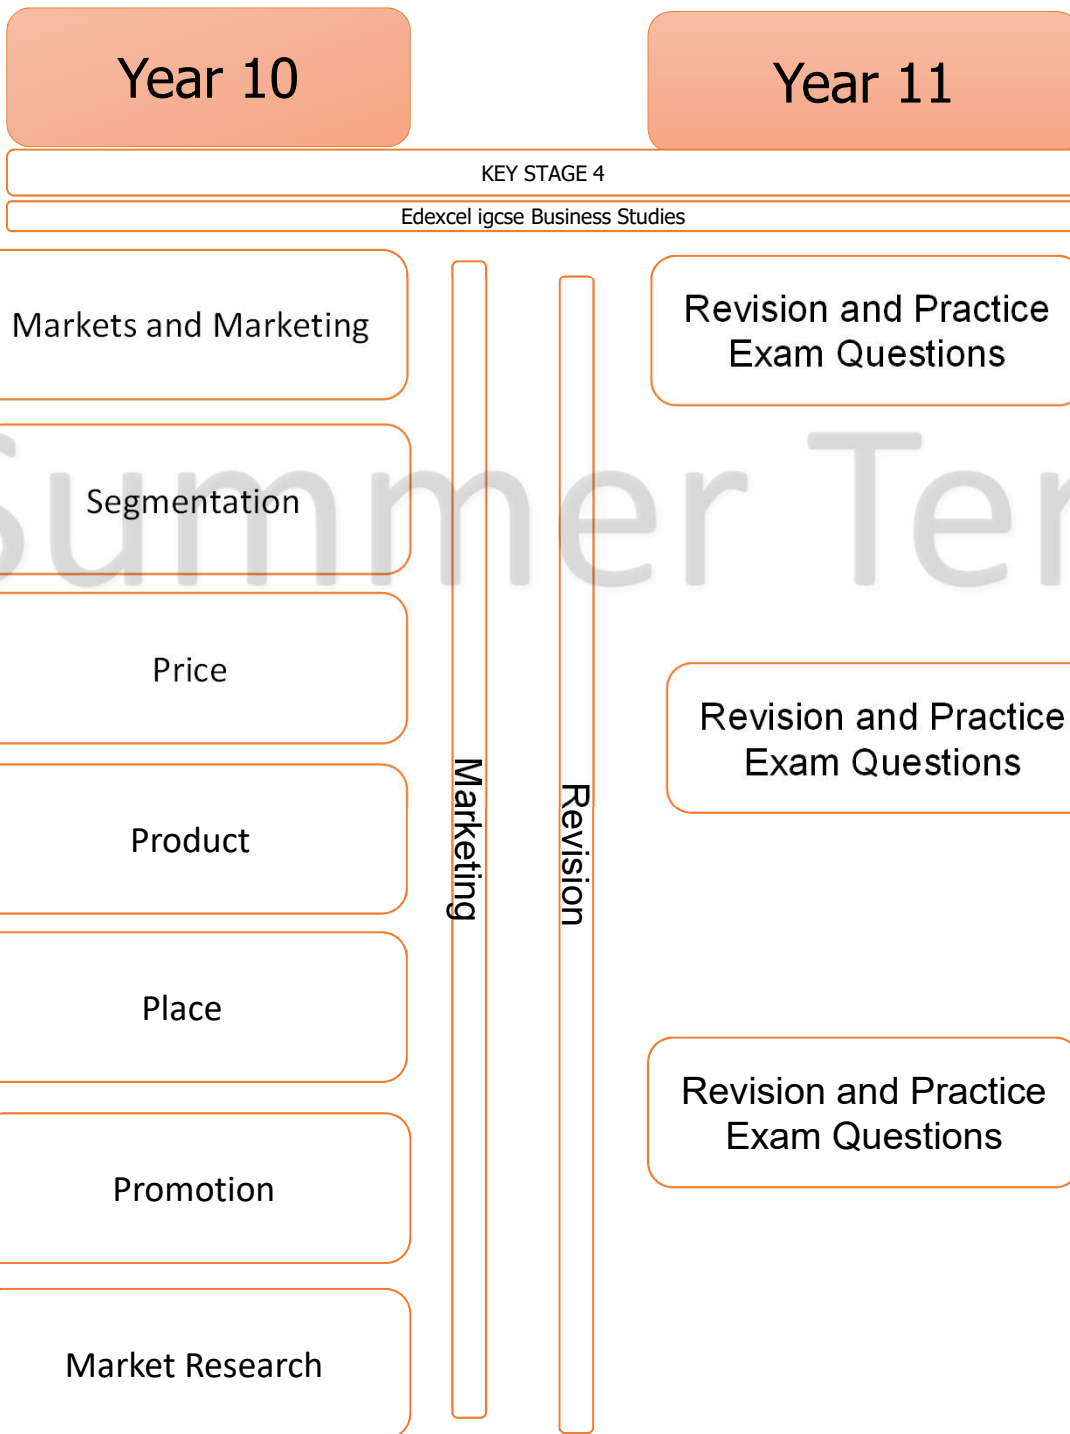 Year 10
Year 11
KEY STAGE 4
Edexcel igcse Business Studies
Markets and Marketing
Segmentation
Price
Product
Place
Promotion
Market Research
Marketing
Revision
Revision and Practice
Exam Questions
Revision and Practice
Exam Questions
Revision and Practice
Exam Questions
Summer Ter